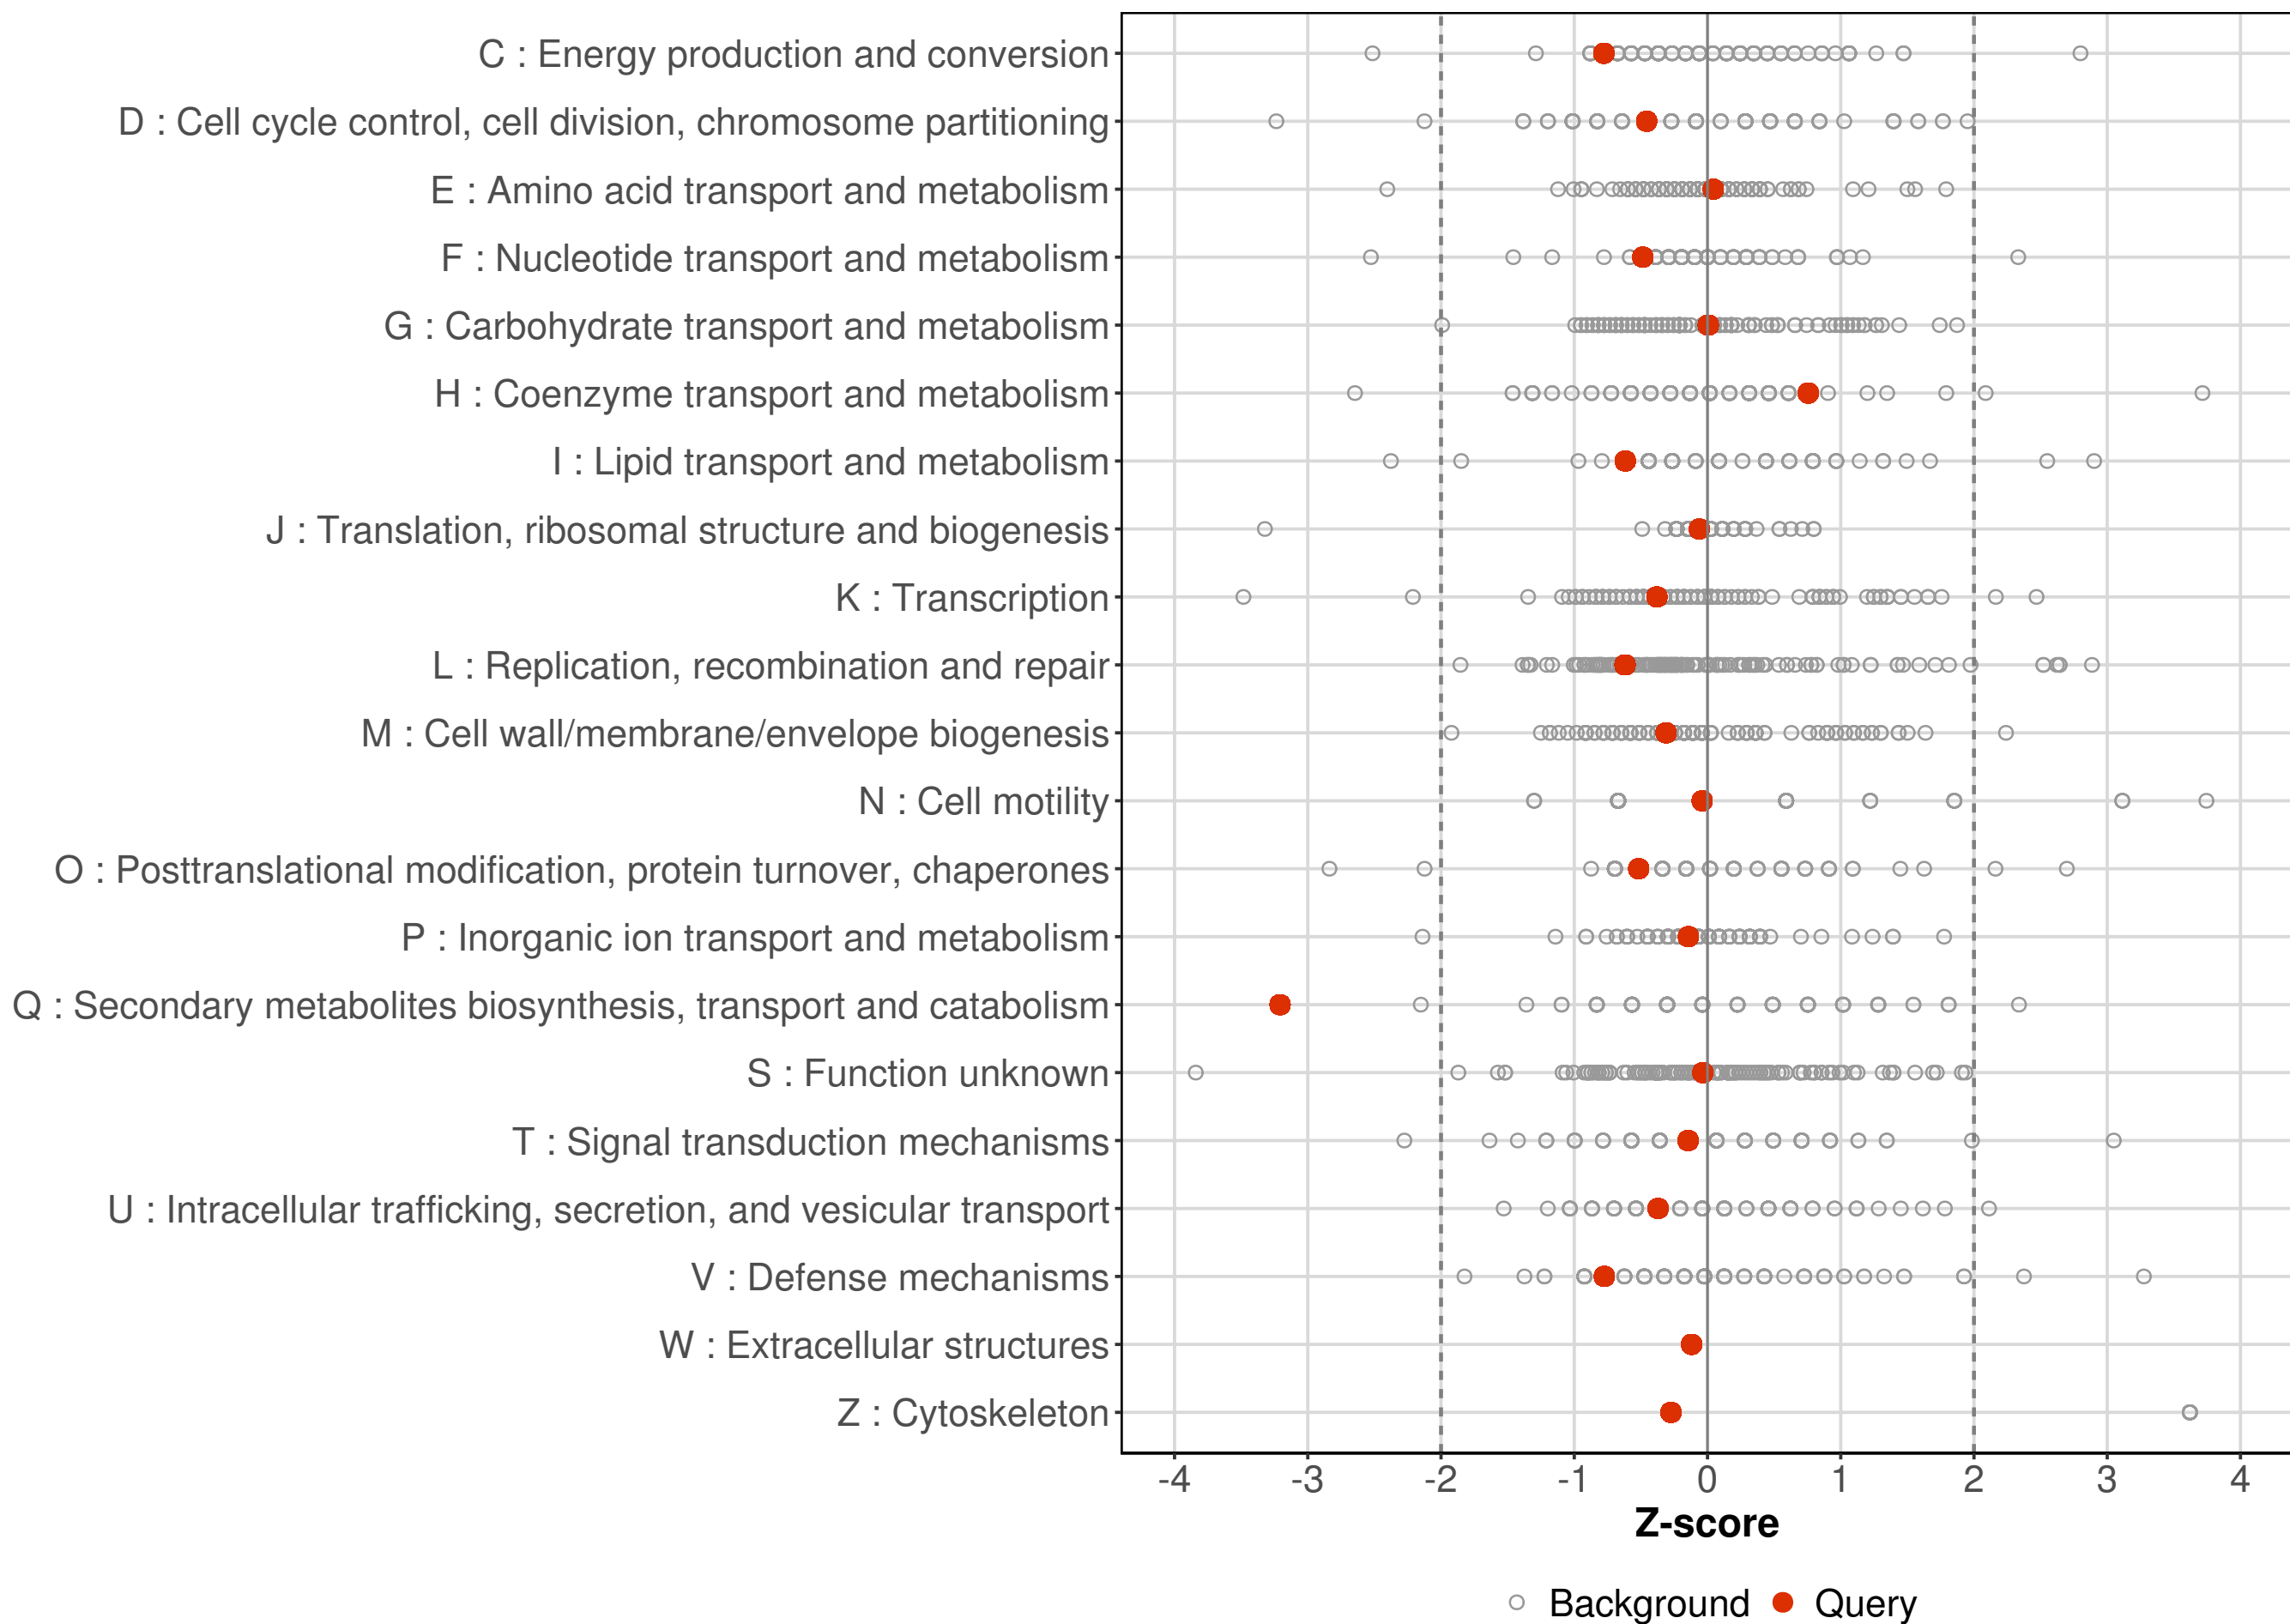 C : Energy production and conversion
D : Cell cycle control, cell division, chromosome partitioning
E : Amino acid transport and metabolism
F : Nucleotide transport and metabolism
G : Carbohydrate transport and metabolism
H : Coenzyme transport and metabolism
I : Lipid transport and metabolism
J : Translation, ribosomal structure and biogenesis
K : Transcription
L : Replication, recombination and repair
M : Cell wall/membrane/envelope biogenesis
N : Cell motility
O : Posttranslational modification, protein turnover, chaperones
P : Inorganic ion transport and metabolism
Q : Secondary metabolites biosynthesis, transport and catabolism
S : Function unknown
T : Signal transduction mechanisms
U : Intracellular trafficking, secretion, and vesicular transport
V : Defense mechanisms
W : Extracellular structures
Z : Cytoskeleton
-4 -3 -2 -1 0 1 2 3 4
Z-score
Background Query